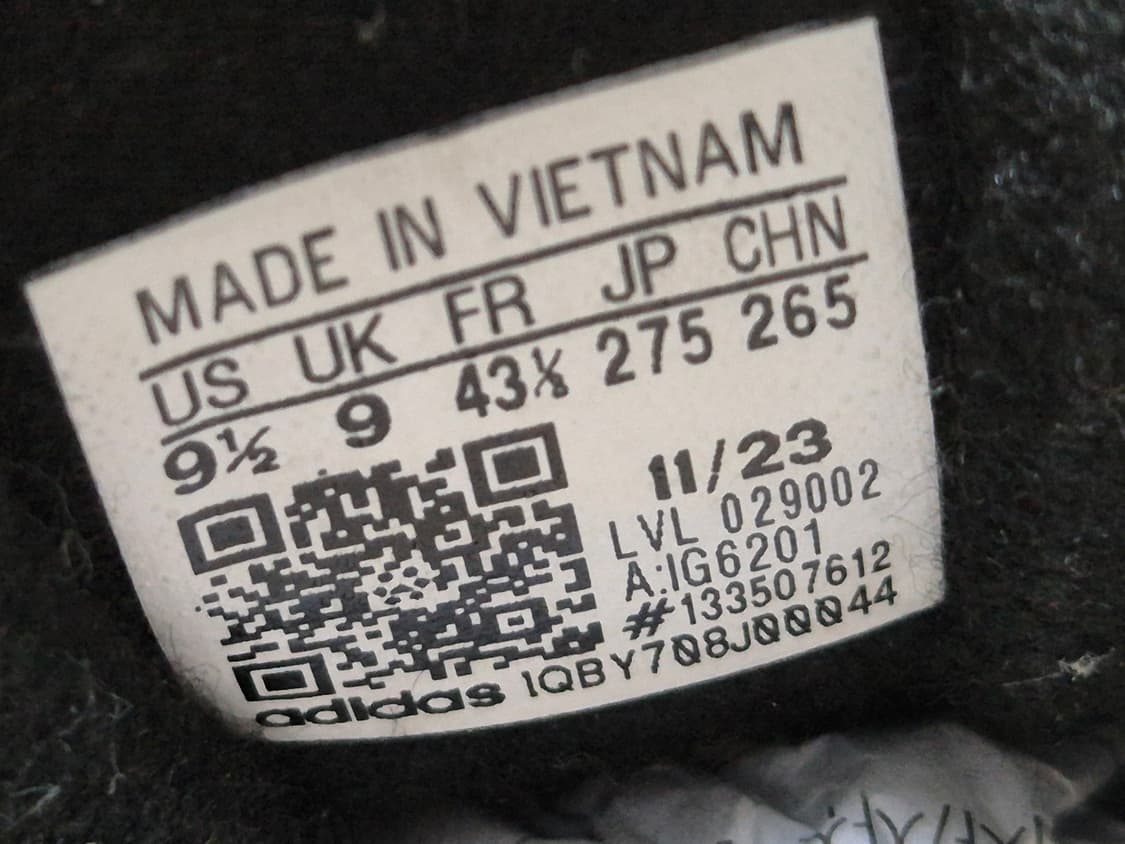 MADE IN VIETNAM
US UK FR JP CHN
9½ 9 43⅓ 275 265
11/23
LVL 029002
A:IG6201
#133507612
adidas 1QBY708J00044